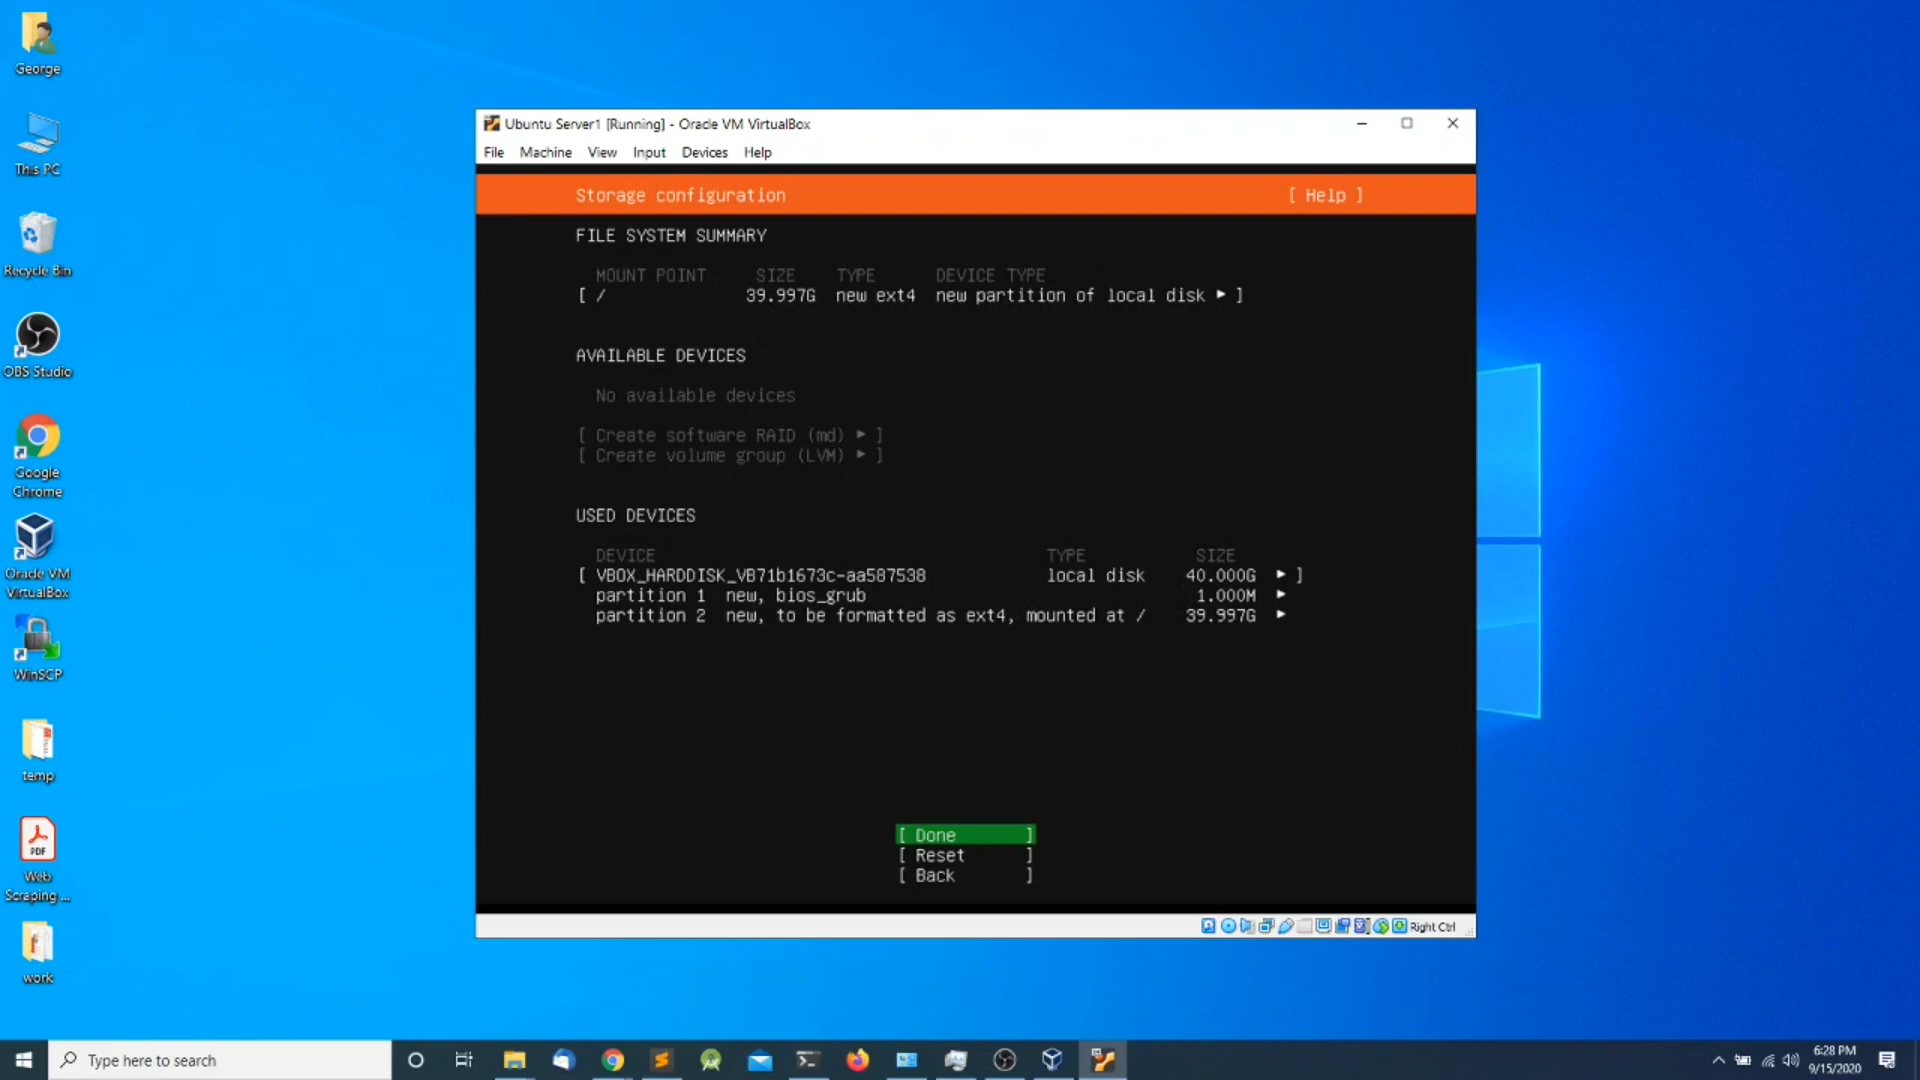 George
This PC
Recycle Bin
OBS Studio
Google
Chrome
Oracle VM
VirtualBox
WinSCP
temp
PDF
Web
Scraping ...
work
Ubuntu Server1 [Running] - Oracle VM VirtualBox
File Machine View Input Devices Help
Storage configuration [ Help ]
FILE SYSTEM SUMMARY
MOUNT POINT SIZE TYPE DEVICE TYPE
[ / 39.997G new ext4 new partition of local disk ▸ ]
AVAILABLE DEVICES
No available devices
[ Create software RAID (md) ▸ ]
[ Create volume group (LVM) ▸ ]
USED DEVICES
DEVICE TYPE SIZE
[ VBOX_HARDDISK_VB71b1673c-aa587538 local disk 40.000G ▸ ]
partition 1 new, bios_grub 1.000M ▸
partition 2 new, to be formatted as ext4, mounted at / 39.997G ▸
[ Done ]
[ Reset ]
[ Back ]
Right Ctrl
Type here to search
6:28 PM
9/15/2020